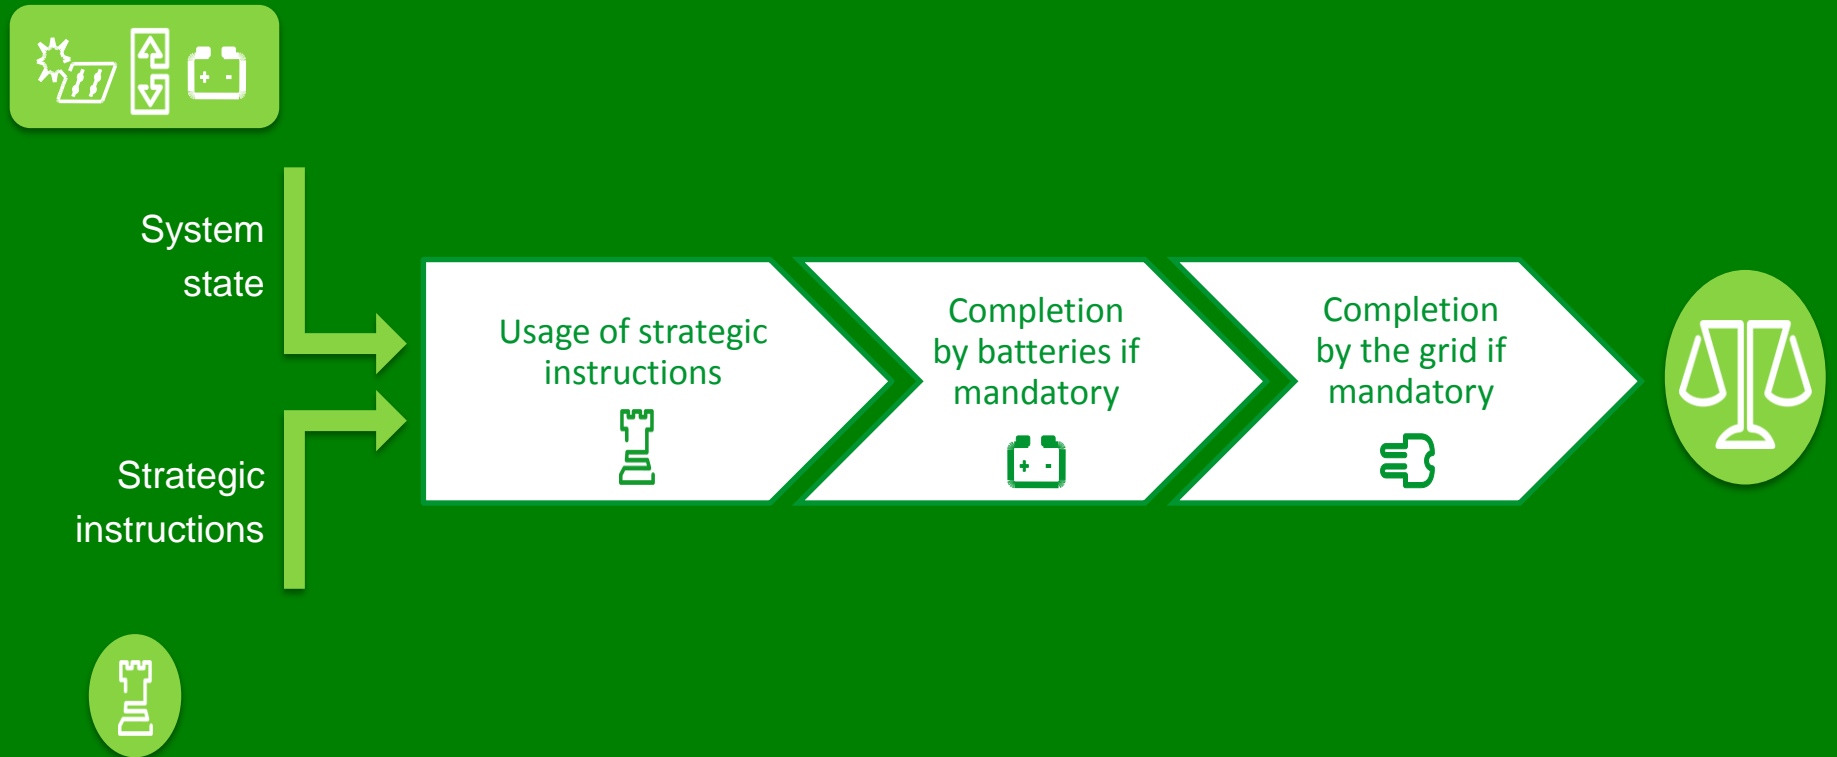 System
state
Strategic
instructions
Usage of strategic
instructions
Completion
by batteries if
mandatory
Completion
by the grid if
mandatory